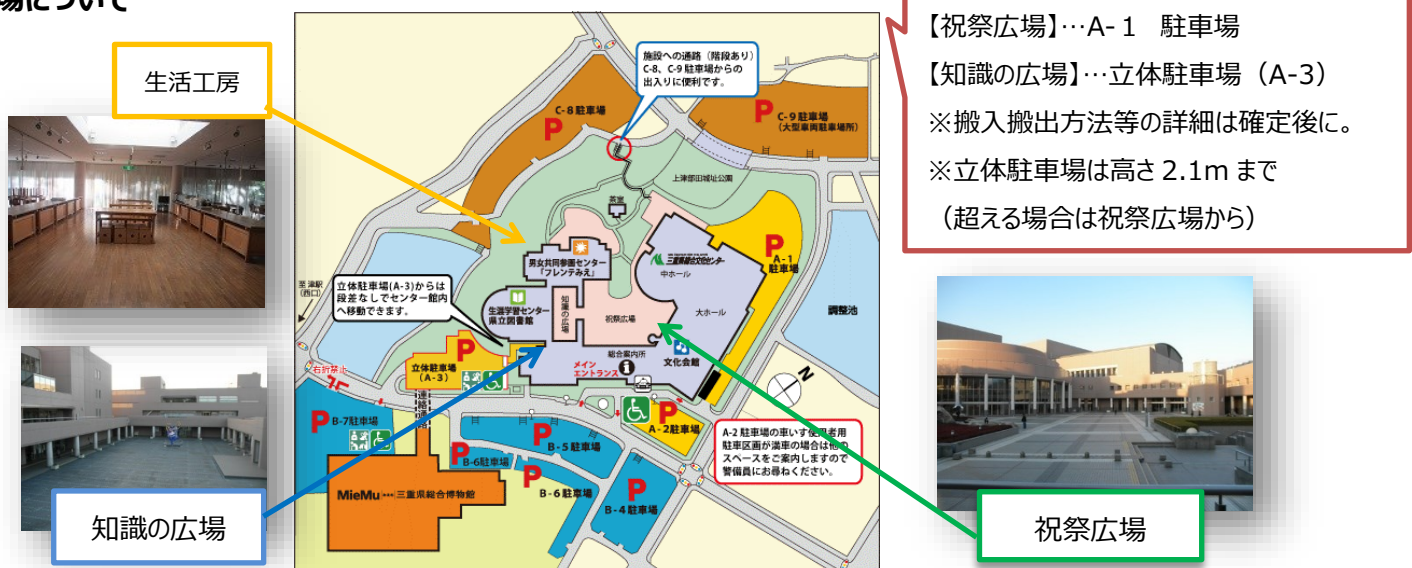 場について
【祝祭広場】…A-1 駐車場
【知識の広場】…立体駐車場（A-3）
※搬入搬出方法等の詳細は確定後に。
※立体駐車場は高さ 2.1m まで
（超える場合は祝祭広場から）
生活工房
施設への通路（階段あり）
C-8、C-9 駐車場からの
出入りに便利です。
C-8 駐車場
P
P
C-9 駐車場
（大型車両駐車場所）
上津部田城址公園
茶室
男女共同参画センター
「フレンテみえ」
三重県総合文化センター
中ホール
P
A-1
駐車場
至 津駅
（西口）
立体駐車場(A-3)からは
段差なしでセンター館内
へ移動できます。
生涯学習センター
県立図書館
知識の広場
祝祭広場
大ホール
調整池
総合案内所
メイン
エントランス
文化会館
P
立体駐車場
（A-3）
右折禁止
連絡通路
N
P
B-7駐車場
P
A-2駐車場
P
B-5 駐車場
P
B-6駐車場
P
B-6 駐車場
P
B-4 駐車場
A-2 駐車場の車いす使用者用
駐車区画が満車の場合は他の
スペースをご案内しますので
警備員にお尋ねください。
MieMu…三重県総合博物館
知識の広場
祝祭広場